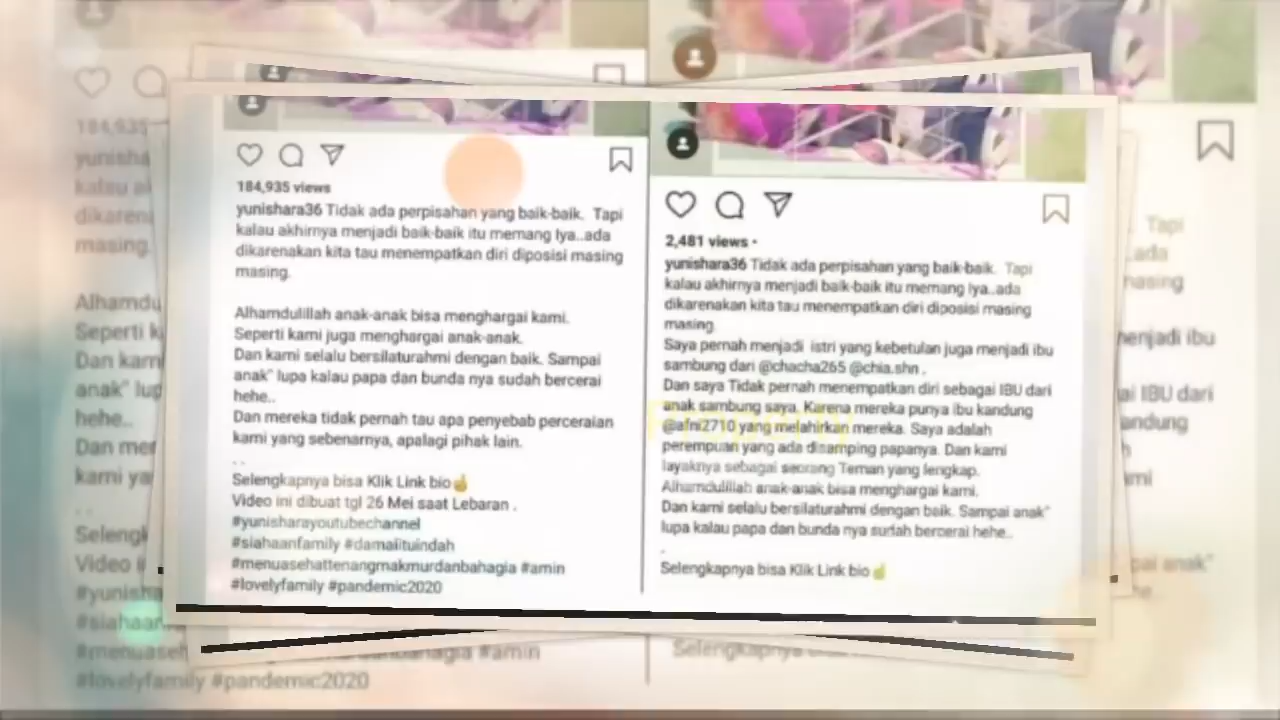 184,935 views
yunishara36 Tidak ada perpisahan yang baik-baik. Tapi
kalau akhirnya menjadi baik-baik itu memang Iya..ada
dikarenakan kita tau menempatkan diri diposisi masing
masing.
Alhamdulillah anak-anak bisa menghargai kami.
Seperti kami juga menghargai anak-anak.
Dan kami selalu bersilaturahmi dengan baik. Sampai
anak" lupa kalau papa dan bunda nya sudah bercerai
hehe..
Dan mereka tidak pernah tau apa penyebab perceraian
kami yang sebenarnya, apalagi pihak lain.
. .
Selengkapnya bisa Klik Link bio☝️
Video ini dibuat tgl 26 Mei saat Lebaran .
#yunisharayoutubechannel
#siahaanfamily #damaiituindah
#menuasehattenangmakmurdanbahagia #amin
#lovelyfamily #pandemic2020
2,481 views •
yunishara36 Tidak ada perpisahan yang baik-baik. Tapi
kalau akhirnya menjadi baik-baik itu memang Iya..ada
dikarenakan kita tau menempatkan diri diposisi masing
masing.
Saya pernah menjadi istri yang kebetulan juga menjadi ibu
sambung dari @chacha265 @chia.shn .
Dan saya Tidak pernah menempatkan diri sebagai IBU dari
anak sambung saya. Karena mereka punya ibu kandung
@afni2710 yang melahirkan mereka. Saya adalah
perempuan yang ada disamping papanya. Dan kami
layaknya sebagai seorang Teman yang lengkap.
Alhamdulillah anak-anak bisa menghargai kami.
Dan kami selalu bersilaturahmi dengan baik. Sampai anak"
lupa kalau papa dan bunda nya sudah bercerai hehe..
.
Selengkapnya bisa Klik Link bio☝️